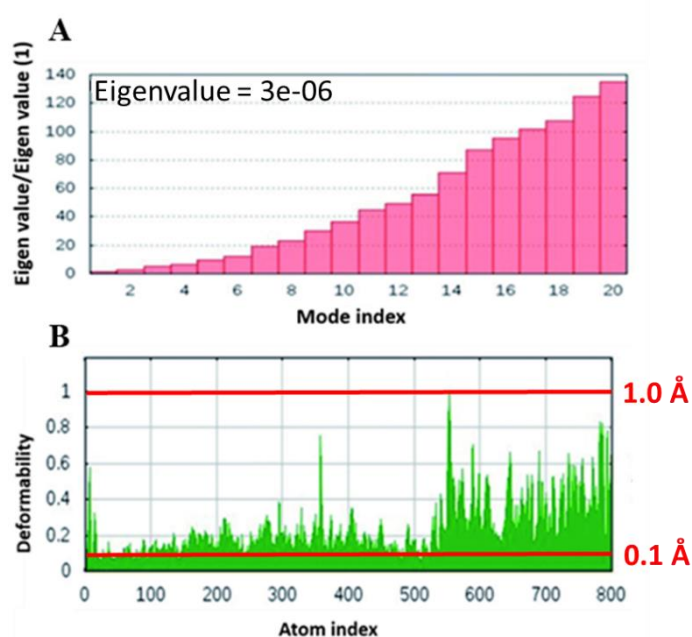 A
Eigenvalue = 3e-06
Eigen value/Eigen value (1)
140
120
100
80
60
40
20
0
2 4 6 8 10 12 14 16 18 20
Mode index
B
Deformability
1
0.8
0.6
0.4
0.2
0
1.0 Å
0.1 Å
0 100 200 300 400 500 600 700 800
Atom index